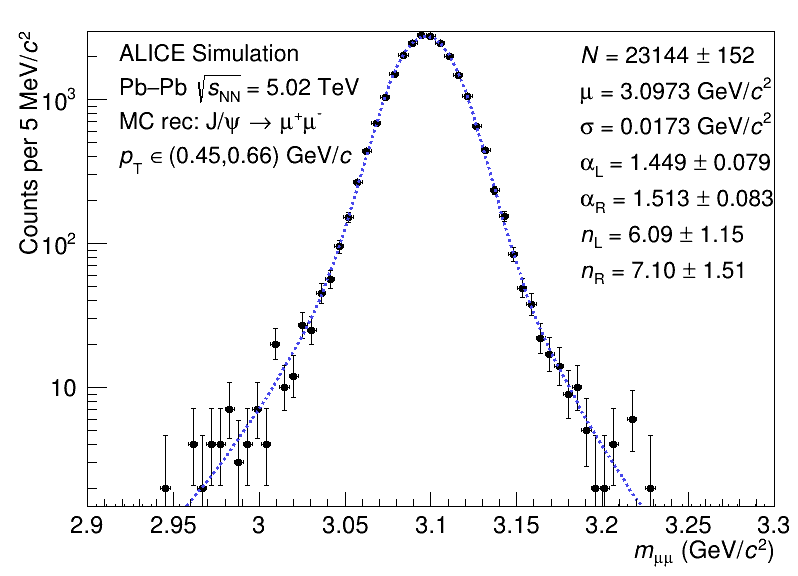 ALICE Simulation
Pb–Pb √sNN = 5.02 TeV
MC rec: J/ψ → μ+μ-
pT ∈ (0.45,0.66) GeV/c
N = 23144 ± 152
μ = 3.0973 GeV/c²
σ = 0.0173 GeV/c²
αL = 1.449 ± 0.079
αR = 1.513 ± 0.083
nL = 6.09 ± 1.15
nR = 7.10 ± 1.51
Counts per 5 MeV/c²
10³
10²
10
2.9 2.95 3 3.05 3.1 3.15 3.2 3.25 3.3
mμμ (GeV/c²)